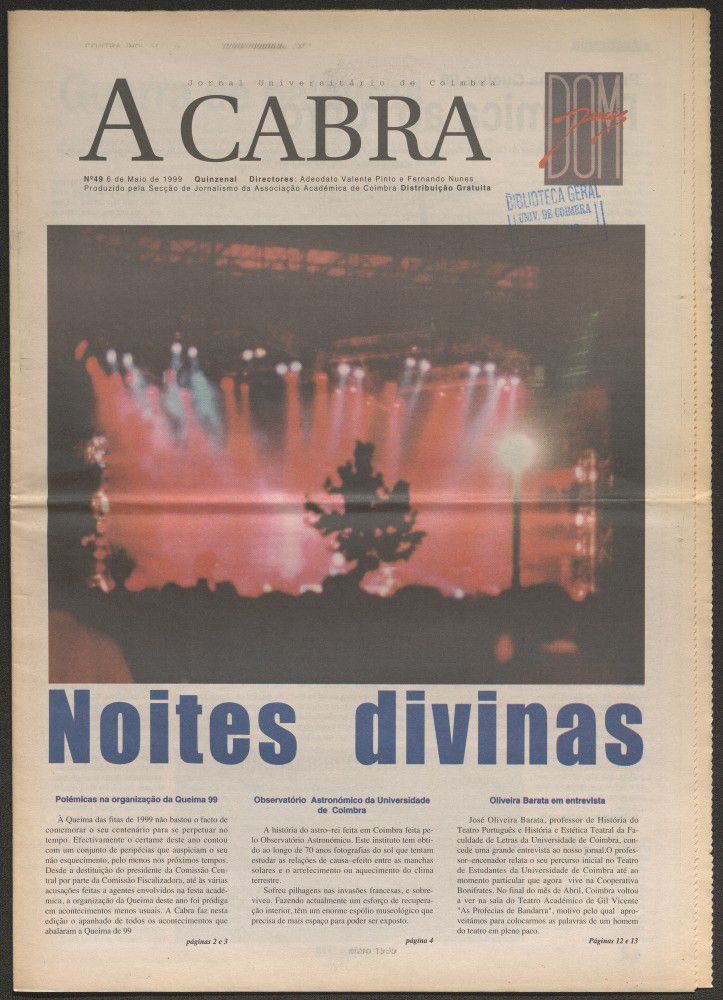 Jornal Universitário de Coimbra
A CABRA
DOM
Jorge
DOM
Nº49 6 de Maio de 1999 Quinzenal Directores: Adeodato Valente Pinto e Fernando Nunes
Produzido pela Secção de Jornalismo da Associação Académica de Coimbra Distribuição Gratuita
BIBLIOTECA GERAL
UNIV. DE COIMBRA
Noites divinas
Polémicas na organização da Queima 99
À Queima das fitas de 1999 não bastou o facto de
comemorar o seu centenário para se perpetuar no
tempo. Efectivamente o certame deste ano contou
com um conjunto de peripécias que auspiciam o seu
não esquecimento, pelo menos nos próximos tempos.
Desde a destituição do presidente da Comissão Cen-
tral por parte da Comissão Fiscalizadora, até às várias
acusações feitas a agentes envolvidos na festa acadé-
mica, a organização da Queima deste ano foi pródiga
em acontecimentos menos usuais. A Cabra faz nesta
edição o apanhado de todos os acontecimentos que
abalaram a Queima de 99
páginas 2 e 3
Observatório Astronómico da Universidade
de Coimbra
A história do astro-rei feita em Coimbra feita pe-
lo Observatório Astronómico. Este instituto tem obti-
do ao longo de 70 anos fotografias do sol que tentam
estudar as relações de causa-efeito entre as manchas
solares e o arrefecimento ou aquecimento do clima
terrestre.
Sofreu pilhagens nas invasões francesas, e sobre-
viveu. Fazendo actualmente um esforço de recupera-
ção interior, têm um enorme espólio museológico que
precisa de mais espaço para poder ser exposto.
página 4
Oliveira Barata em entrevista
José Oliveira Barata, professor de História do
Teatro Português e História e Estética Teatral da Fa-
culdade de Letras da Universidade de Coimbra, con-
cede uma grande entrevista ao nosso jornal.O profes-
sor-encenador relata o seu percurso inicial no Teatro
de Estudantes da Universidade de Coimbra até ao
momento particular que agora vive na Cooperativa
Bonifrates. No final do mês de Abril, Coimbra voltou
a ver na sala do Teatro Académico de Gil Vicente
"As Profecias de Bandarra", motivo pelo qual apro-
veitámos para colocarmos as palavras de um homem
do teatro em pleno paco.
Páginas 12 e 13